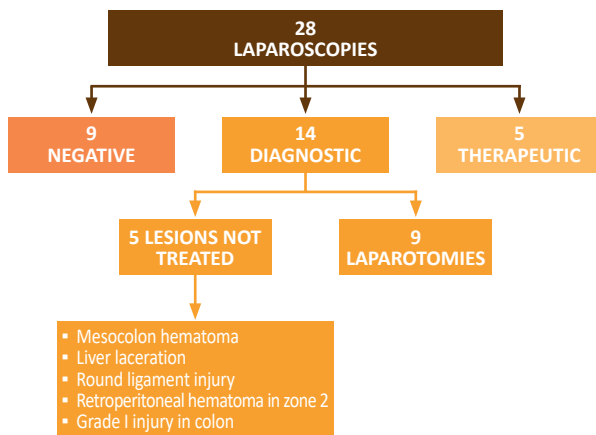 28
LAPAROSCOPIES
9
NEGATIVE
14
DIAGNOSTIC
5
THERAPEUTIC
5 LESIONS NOT
TREATED
9
LAPAROTOMIES
▪ Mesocolon hematoma
▪ Liver laceration
▪ Round ligament injury
▪ Retroperitoneal hematoma in zone 2
▪ Grade I injury in colon